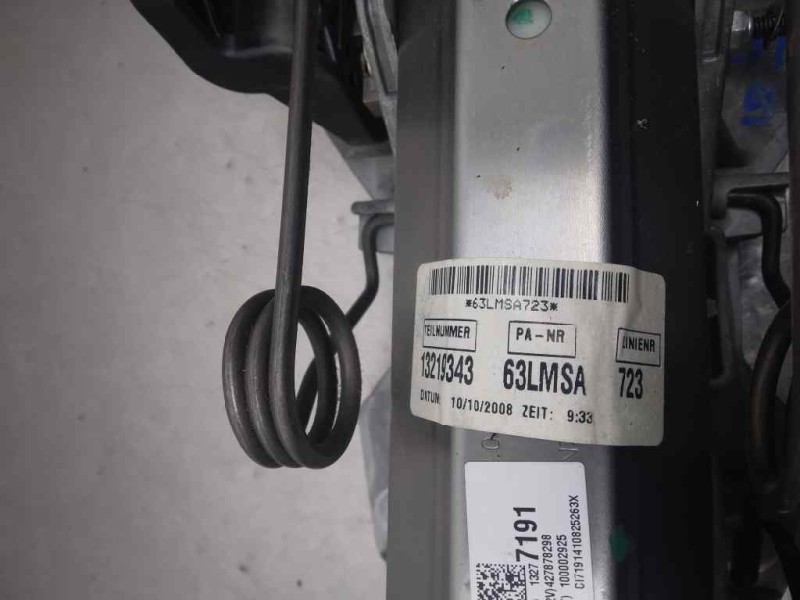 *63LMSA723*
TEILNUMMER PA-NR LINIENR
13219343 63LMSA 723
DATUM: 10/10/2008 ZEIT: 9:33
7191
1327
427878298
100002925
CI/7191410825263X